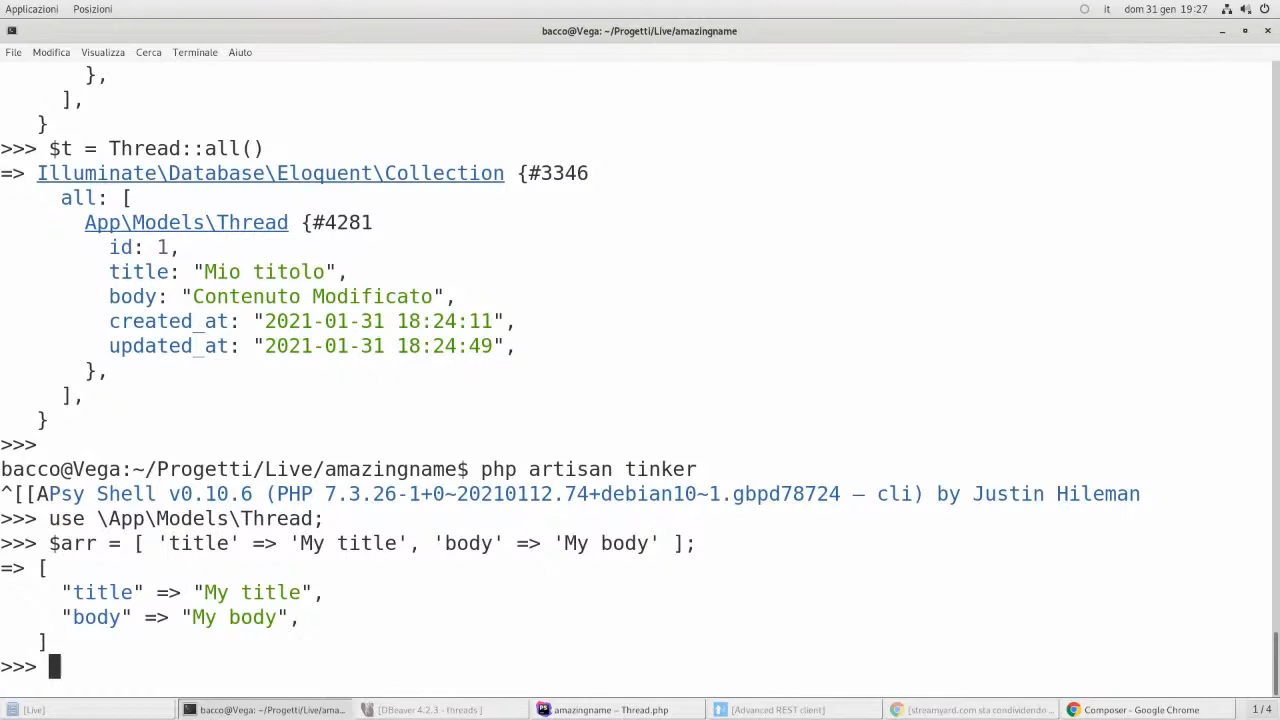 Applicazioni Posizioni it dom 31 gen 19:27
bacco@Vega: ~/Progetti/Live/amazingname
File Modifica Visualizza Cerca Terminale Aiuto
},
],
}
>>> $t = Thread::all()
=> Illuminate\Database\Eloquent\Collection {#3346
all: [
App\Models\Thread {#4281
id: 1,
title: "Mio titolo",
body: "Contenuto Modificato",
created_at: "2021-01-31 18:24:11",
updated_at: "2021-01-31 18:24:49",
},
],
}
>>>
bacco@Vega:~/Progetti/Live/amazingname$ php artisan tinker
^[[APsy Shell v0.10.6 (PHP 7.3.26-1+0~20210112.74+debian10~1.gbpd78724 — cli) by Justin Hileman
>>> use \App\Models\Thread;
>>> $arr = [ 'title' => 'My title', 'body' => 'My body' ];
=> [
"title" => "My title",
"body" => "My body",
]
>>>
[Live] bacco@Vega: ~/Progetti/Live/ama... [DBeaver 4.2.3 - threads ] amazingname – Thread.php [Advanced REST client] [streamyard.com sta condividendo ... Composer - Google Chrome 1 / 4